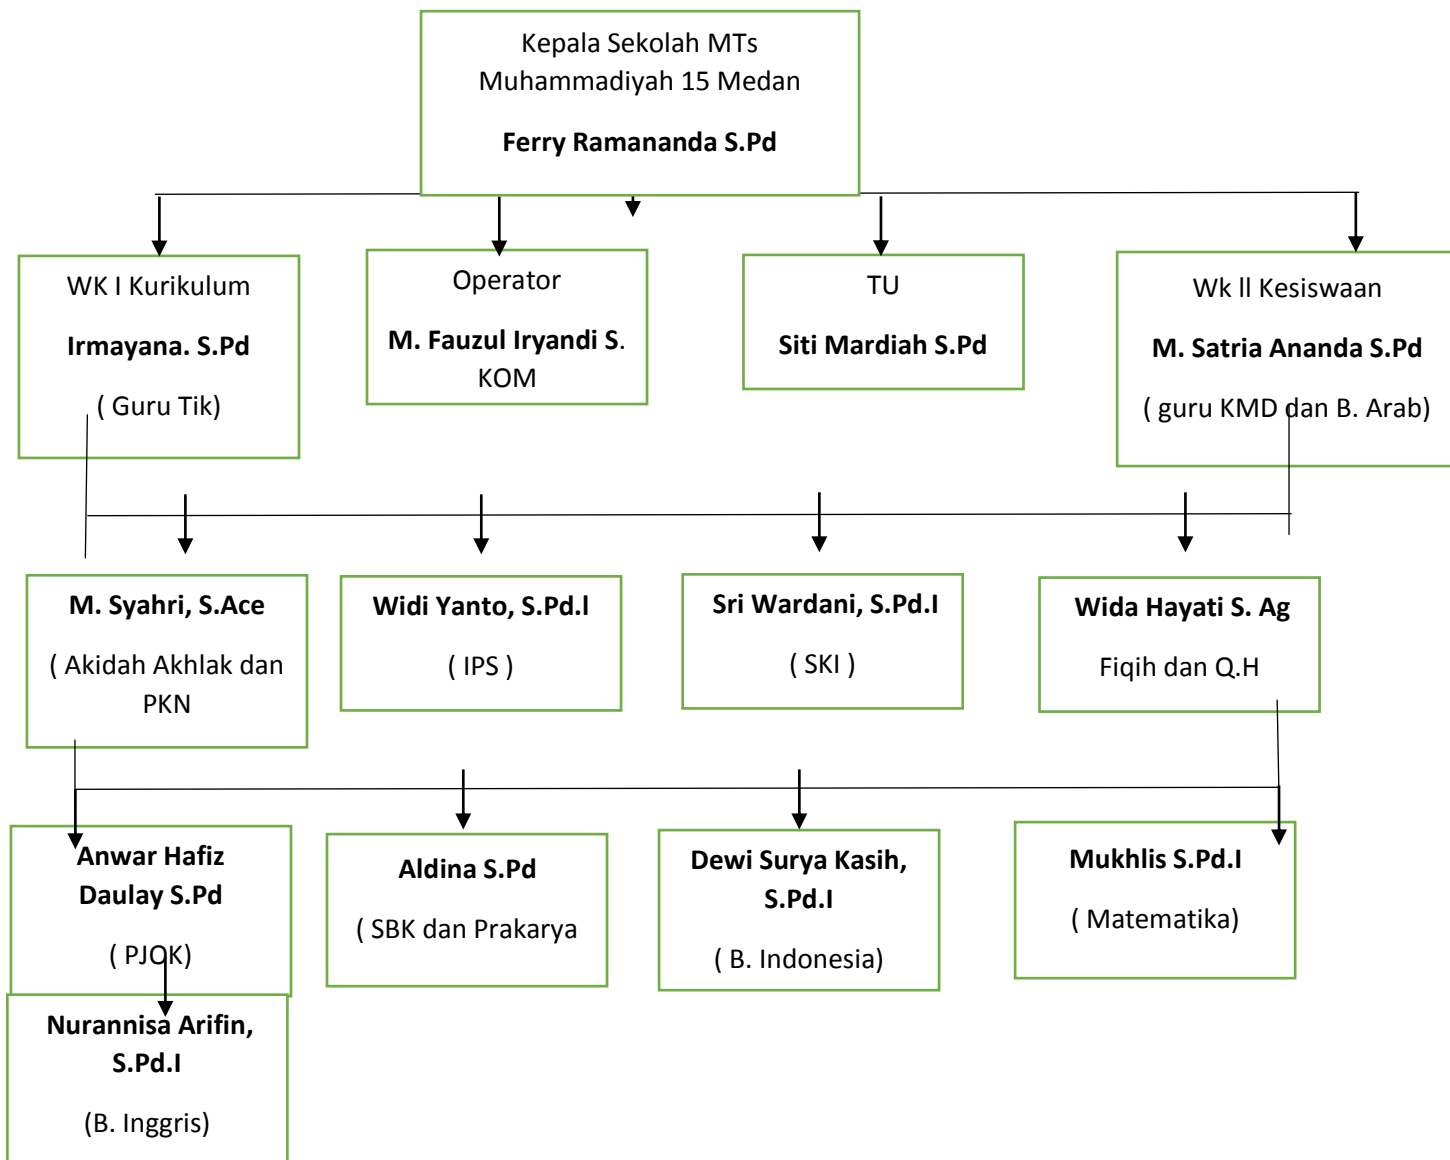 Kepala Sekolah MTs
Muhammadiyah 15 Medan
Ferry Ramananda S.Pd
WK I Kurikulum
Irmayana. S.Pd
( Guru Tik)
Operator
M. Fauzul Iryandi S.
KOM
TU
Siti Mardiah S.Pd
Wk ll Kesiswaan
M. Satria Ananda S.Pd
( guru KMD dan B. Arab)
M. Syahri, S.Ace
( Akidah Akhlak dan
PKN
Widi Yanto, S.Pd.l
( IPS )
Sri Wardani, S.Pd.I
( SKI )
Wida Hayati S. Ag
Fiqih dan Q.H
Anwar Hafiz
Daulay S.Pd
( PJOK)
Aldina S.Pd
( SBK dan Prakarya
Dewi Surya Kasih,
S.Pd.I
( B. Indonesia)
Mukhlis S.Pd.I
( Matematika)
Nurannisa Arifin,
S.Pd.I
(B. Inggris)